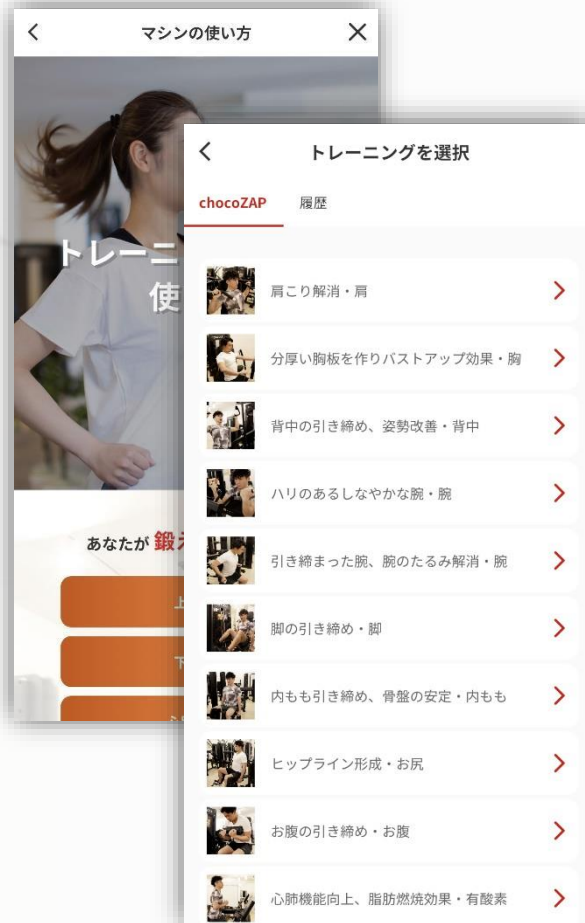 マシンの使い方
トレーニ
使
あなたが 鍛え
上
下
トレーニングを選択
chocoZAP 履歴
肩こり解消・肩
分厚い胸板を作りバストアップ効果・胸
背中の引き締め、姿勢改善・背中
ハリのあるしなやかな腕・腕
引き締まった腕、腕のたるみ解消・腕
脚の引き締め・脚
内もも引き締め、骨盤の安定・内もも
ヒップライン形成・お尻
お腹の引き締め・お腹
心肺機能向上、脂肪燃焼効果・有酸素